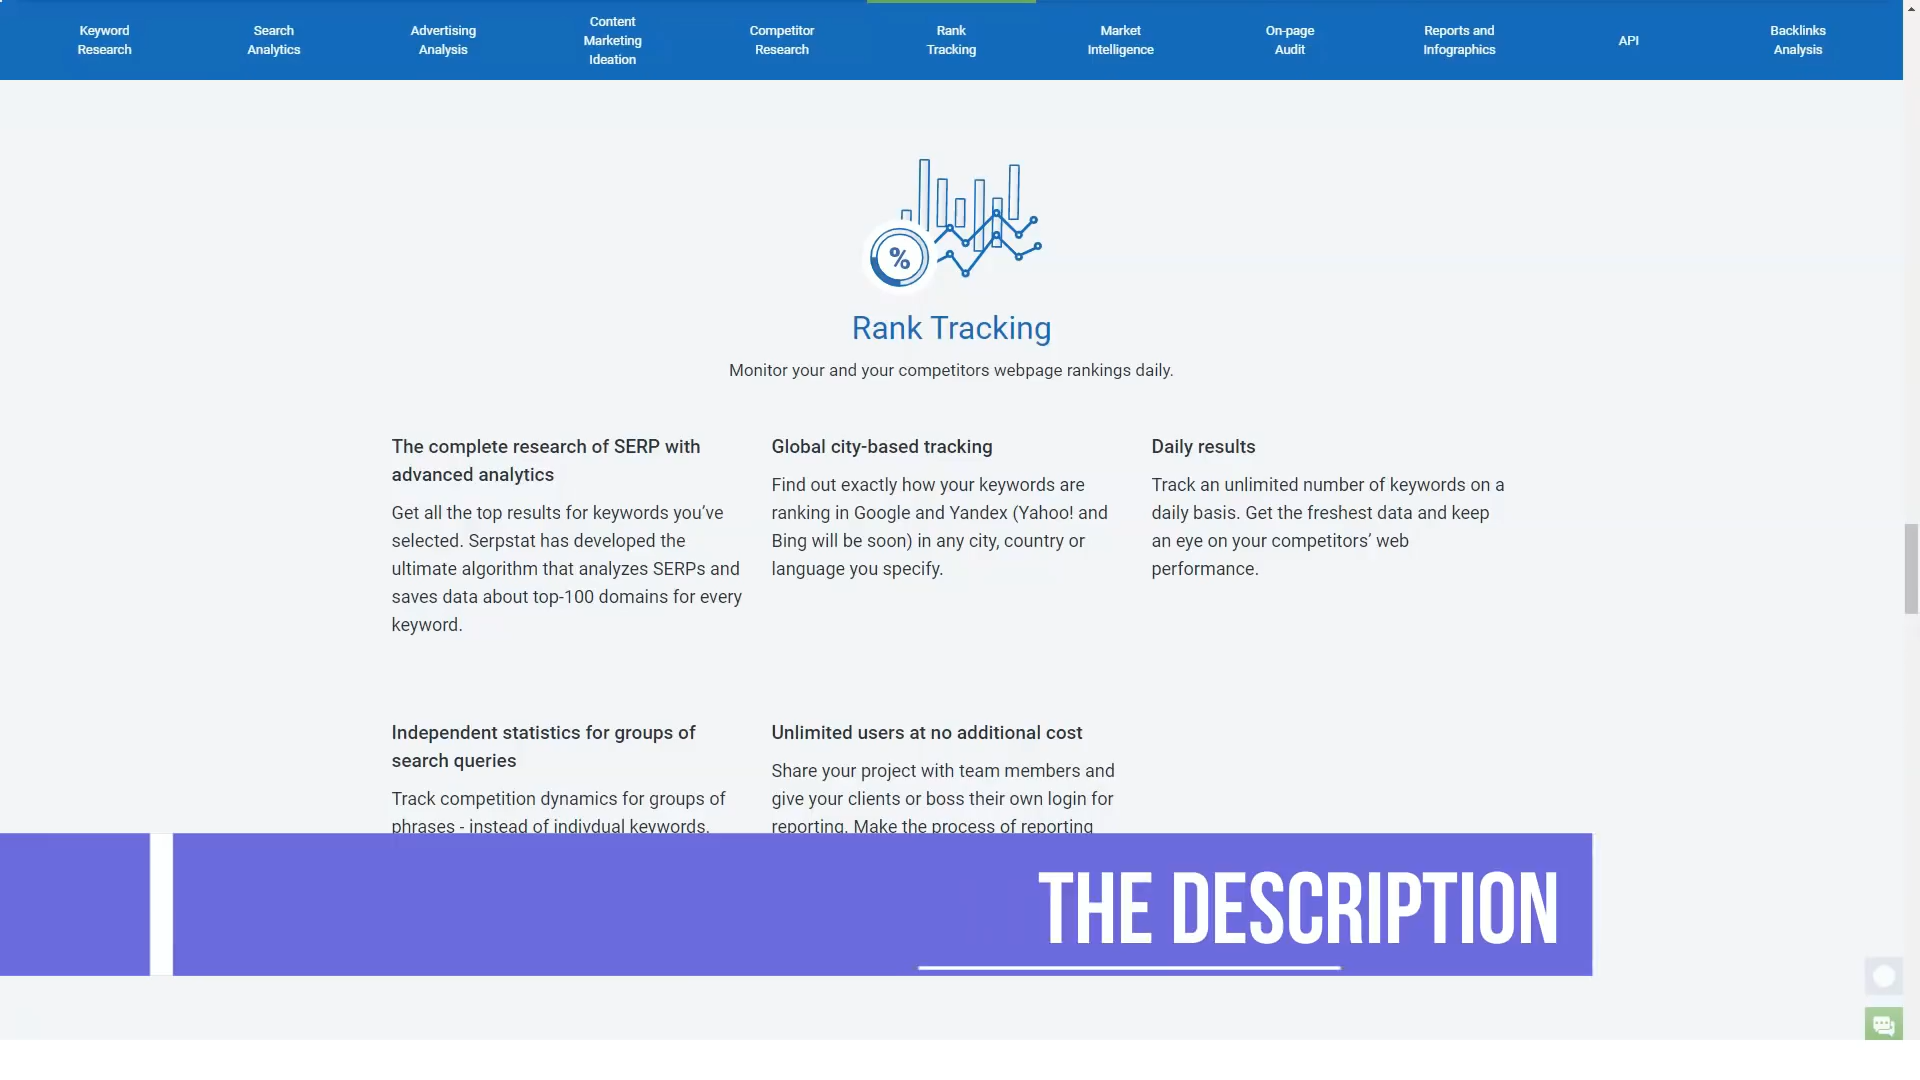 Keyword
Research
Search
Analytics
Advertising
Analysis
Content
Marketing
Ideation
Competitor
Research
Rank
Tracking
Market
Intelligence
On-page
Audit
Reports and
Infographics
API
Backlinks
Analysis
%
Rank Tracking
Monitor your and your competitors webpage rankings daily.
The complete research of SERP with
advanced analytics
Get all the top results for keywords you’ve
selected. Serpstat has developed the
ultimate algorithm that analyzes SERPs and
saves data about top-100 domains for every
keyword.
Global city-based tracking
Find out exactly how your keywords are
ranking in Google and Yandex (Yahoo! and
Bing will be soon) in any city, country or
language you specify.
Daily results
Track an unlimited number of keywords on a
daily basis. Get the freshest data and keep
an eye on your competitors’ web
performance.
Independent statistics for groups of
search queries
Track competition dynamics for groups of
phrases - instead of indivdual keywords.
Unlimited users at no additional cost
Share your project with team members and
give your clients or boss their own login for
reporting. Make the process of reporting
THE DESCRIPTION